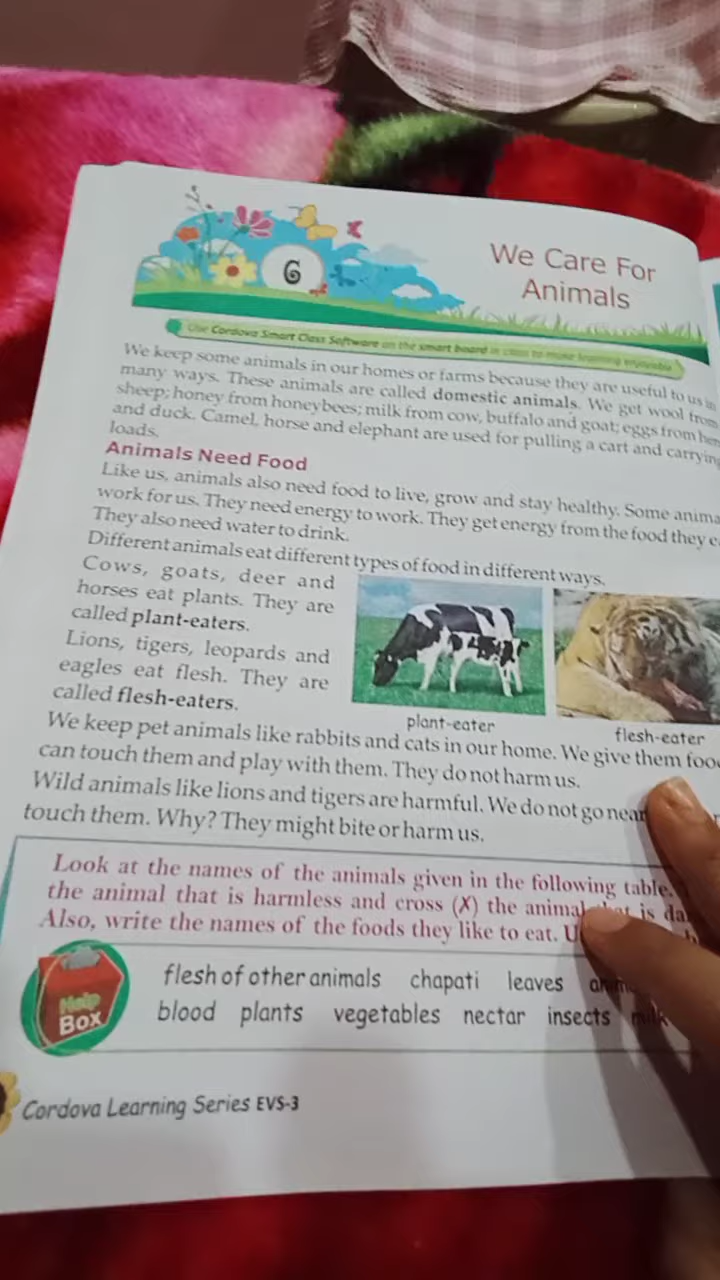 6
We Care For
Animals
Use Cordova Smart Class Software on the smart board in class to make learning enjoyable
We keep some animals in our homes or farms because they are useful to us in
many ways. These animals are called domestic animals. We get wool from
sheep; honey from honeybees; milk from cow, buffalo and goat; eggs from hen
and duck. Camel, horse and elephant are used for pulling a cart and carrying
loads.
Animals Need Food
Like us, animals also need food to live, grow and stay healthy. Some
work for us. They need energy to work. They get energy from the food they
They also need water to drink.
Different animals eat different types of food in different ways.
Cows, goats, deer and
horses eat plants. They are
called plant-eaters.
Lions, tigers, leopards and
eagles eat flesh. They are
called flesh-eaters.
plant-eater
flesh-eater
We keep pet animals like rabbits and cats in our home. We give them
can touch them and play with them. They do not harm us.
Wild animals like lions and tigers are harmful. We do not go near
touch them. Why? They might bite or harm us.
Look at the names of the animals given in the following table.
the animal that is harmless and cross (✗) the animal that is
Also, write the names of the foods they like to eat.
Help
Box
flesh of other animals chapati leaves
blood plants vegetables nectar insects milk
Cordova Learning Series EVS-3